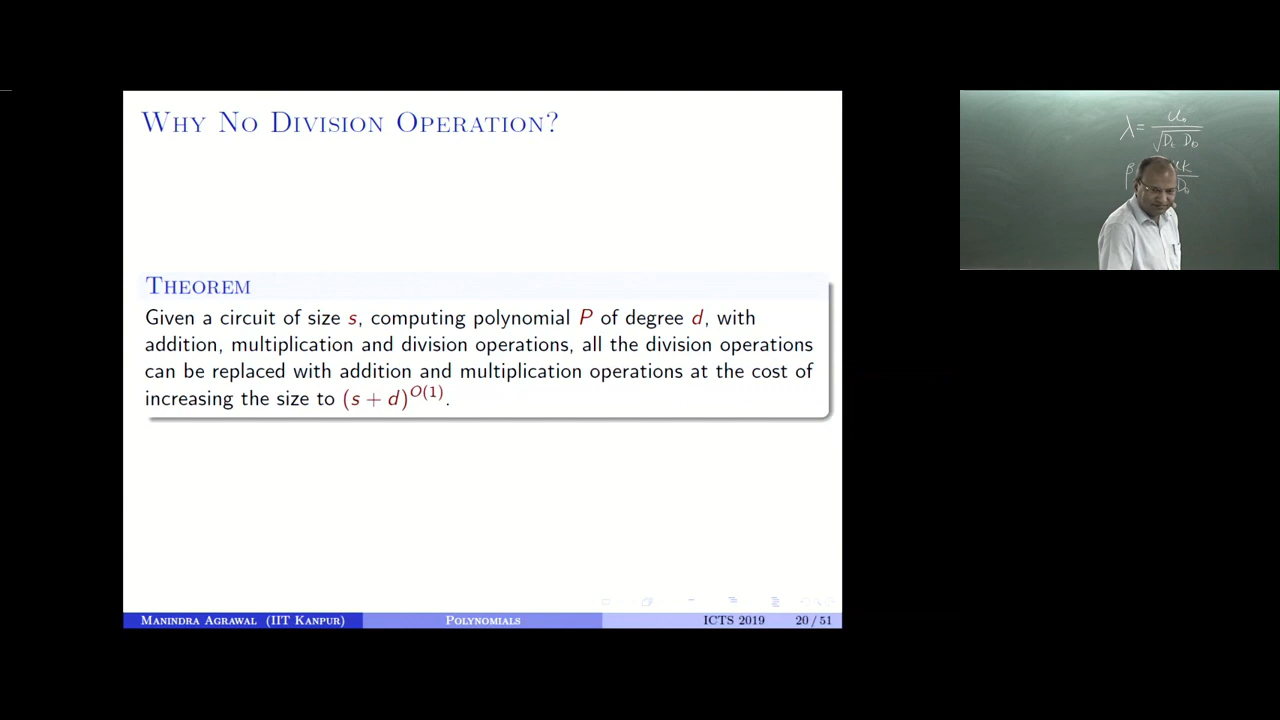 WHY NO DIVISION OPERATION?
THEOREM
Given a circuit of size s, computing polynomial P of degree d, with
addition, multiplication and division operations, all the division operations
can be replaced with addition and multiplication operations at the cost of
increasing the size to (s + d)^{O(1)}.
MANINDRA AGRAWAL (IIT KANPUR) POLYNOMIALS ICTS 2019 20 / 51
λ =